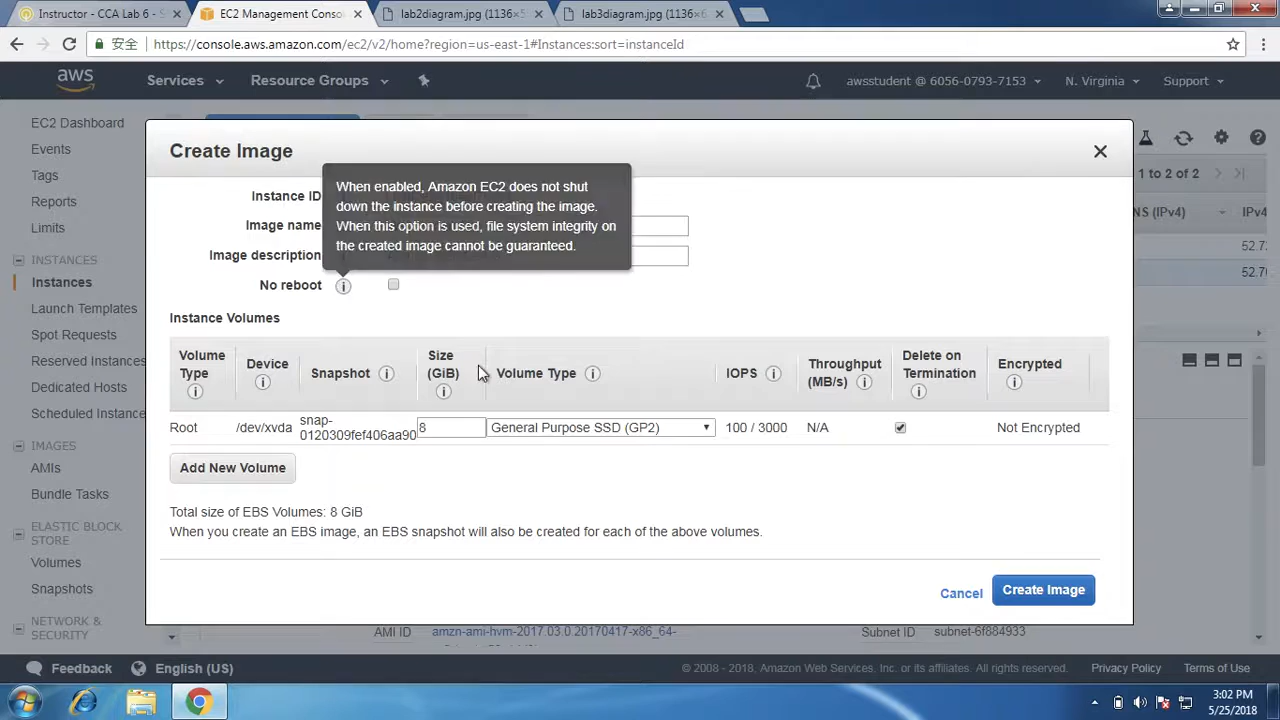 Instructor - CCA Lab 6 - S
EC2 Management Conso
lab2diagram.jpg (1136×5
lab3diagram.jpg (1136×6
安全
https://console.aws.amazon.com/ec2/v2/home?region=us-east-1#Instances:sort=instanceId
aws
Services
Resource Groups
awsstudent @ 6056-0793-7153
N. Virginia
Support
EC2 Dashboard
Events
Tags
Reports
Limits
INSTANCES
Instances
Launch Templates
Spot Requests
Reserved Instances
Dedicated Hosts
Scheduled Instance
IMAGES
AMIs
Bundle Tasks
ELASTIC BLOCK
STORE
Volumes
Snapshots
NETWORK &
SECURITY
1 to 2 of 2
NS (IPv4)
IPv4
52.7
Create Image
Instance ID
When enabled, Amazon EC2 does not shut
down the instance before creating the image.
When this option is used, file system integrity on
the created image cannot be guaranteed.
Image name
Image description
No reboot
Instance Volumes
Volume
Type
Device
Snapshot
Size
(GiB)
Volume Type
IOPS
Throughput
(MB/s)
Delete on
Termination
Encrypted
Root
/dev/xvda
snap-
0120309fef406aa90
8
General Purpose SSD (GP2)
100 / 3000
N/A
Not Encrypted
Add New Volume
Total size of EBS Volumes: 8 GiB
When you create an EBS image, an EBS snapshot will also be created for each of the above volumes.
Cancel
Create Image
AMI ID
amzn-ami-hvm-2017.03.0.20170417-x86_64-
Subnet ID
subnet-6f884933
Feedback
English (US)
© 2008 - 2018, Amazon Web Services, Inc. or its affiliates. All rights reserved.
Privacy Policy
Terms of Use
3:02 PM
5/25/2018